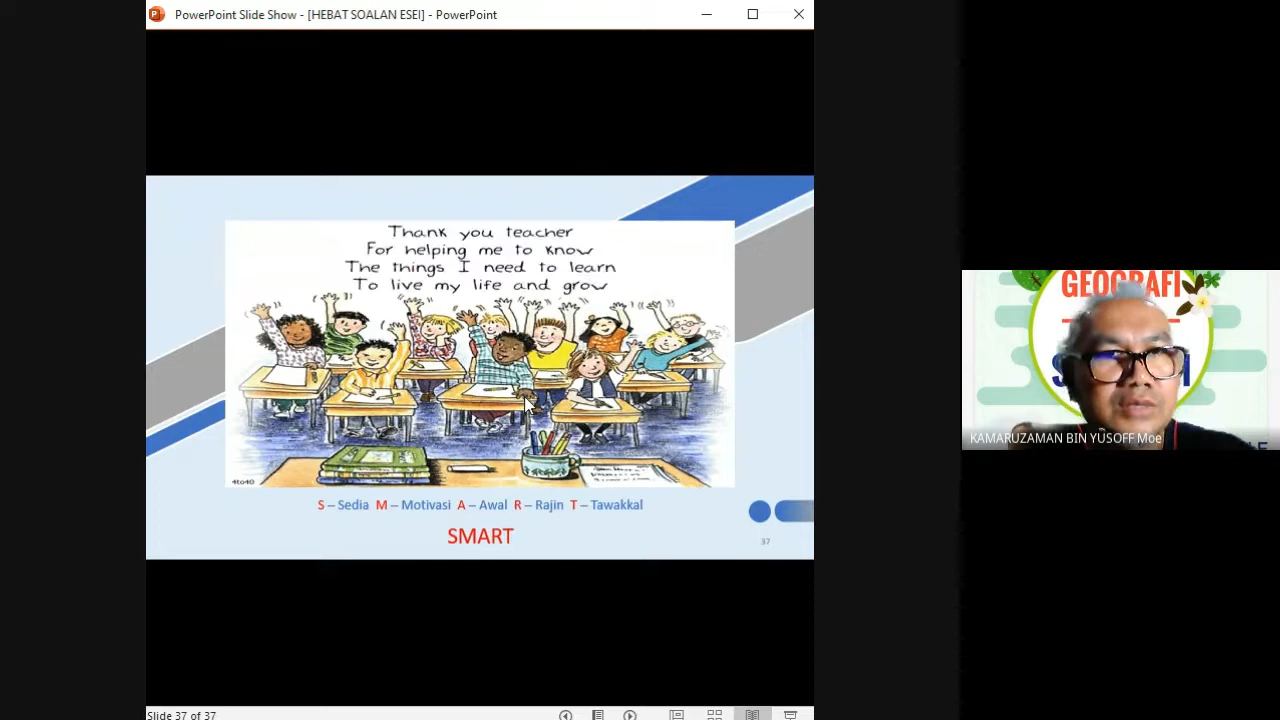 PowerPoint Slide Show - [HEBAT SOALAN ESEI] - PowerPoint
Thank you teacher
For helping me to know
The things I need to learn
To live my life and grow
4to40
S – Sedia M – Motivasi A – Awal R – Rajin T – Tawakkal
SMART
37
GEOGRAFI
KAMARUZAMAN BIN YUSOFF Moe
Slide 37 of 37